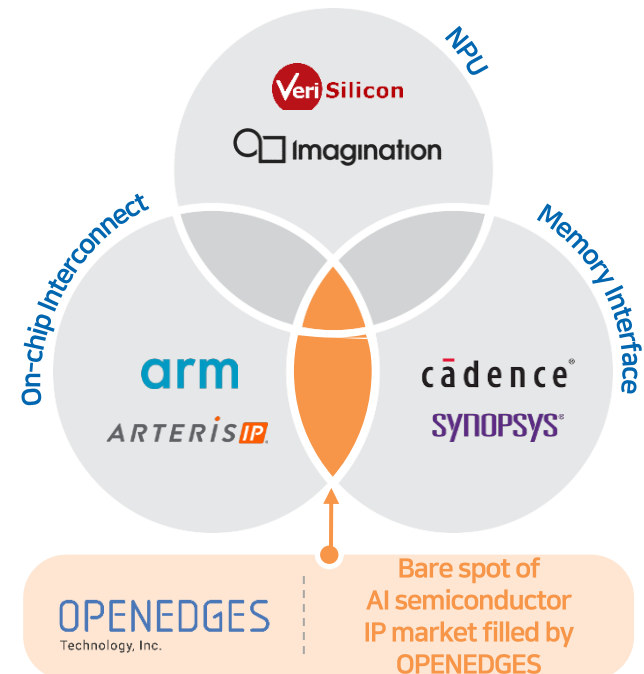 NPU
VeriSilicon
Imagination
On-chip Interconnect
Memory Interface
arm
ARTERIS IP
cādence®
SYNOPSYS®
OPENEDGES
Technology, Inc.
Bare spot of
AI semiconductor
IP market filled by
OPENEDGES